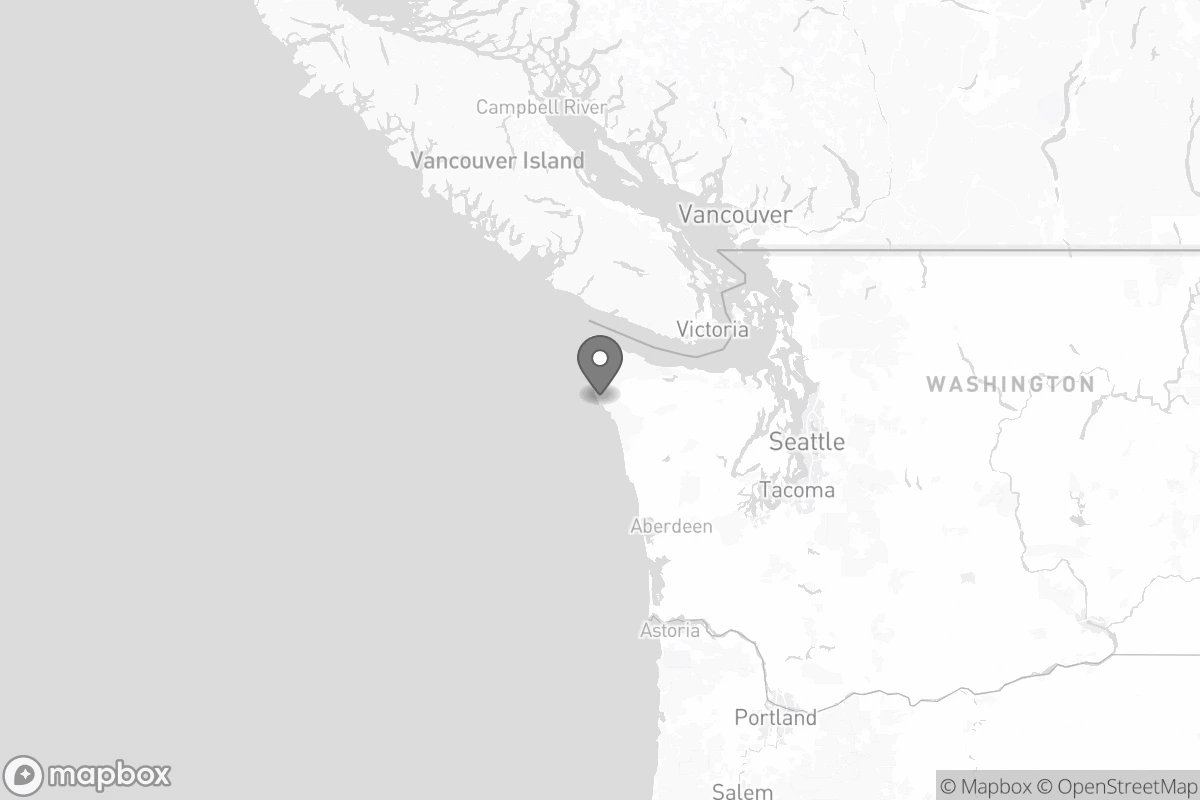 Campbell River
Vancouver Island
Vancouver
Victoria
WASHINGTON
Seattle
Tacoma
Aberdeen
Astoria
Portland
Salem
mapbox
© Mapbox © OpenStreetMap